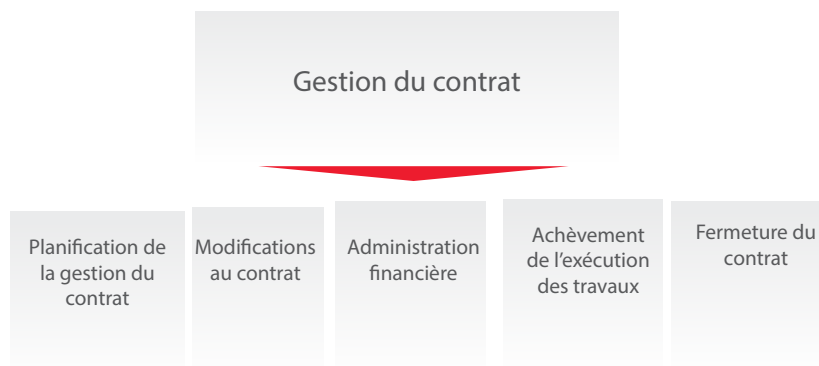 Gestion du contrat
Planification de
la gestion du
contrat
Modifications
au contrat
Administration
financière
Achèvement
de l'exécution
des travaux
Fermeture du
contrat